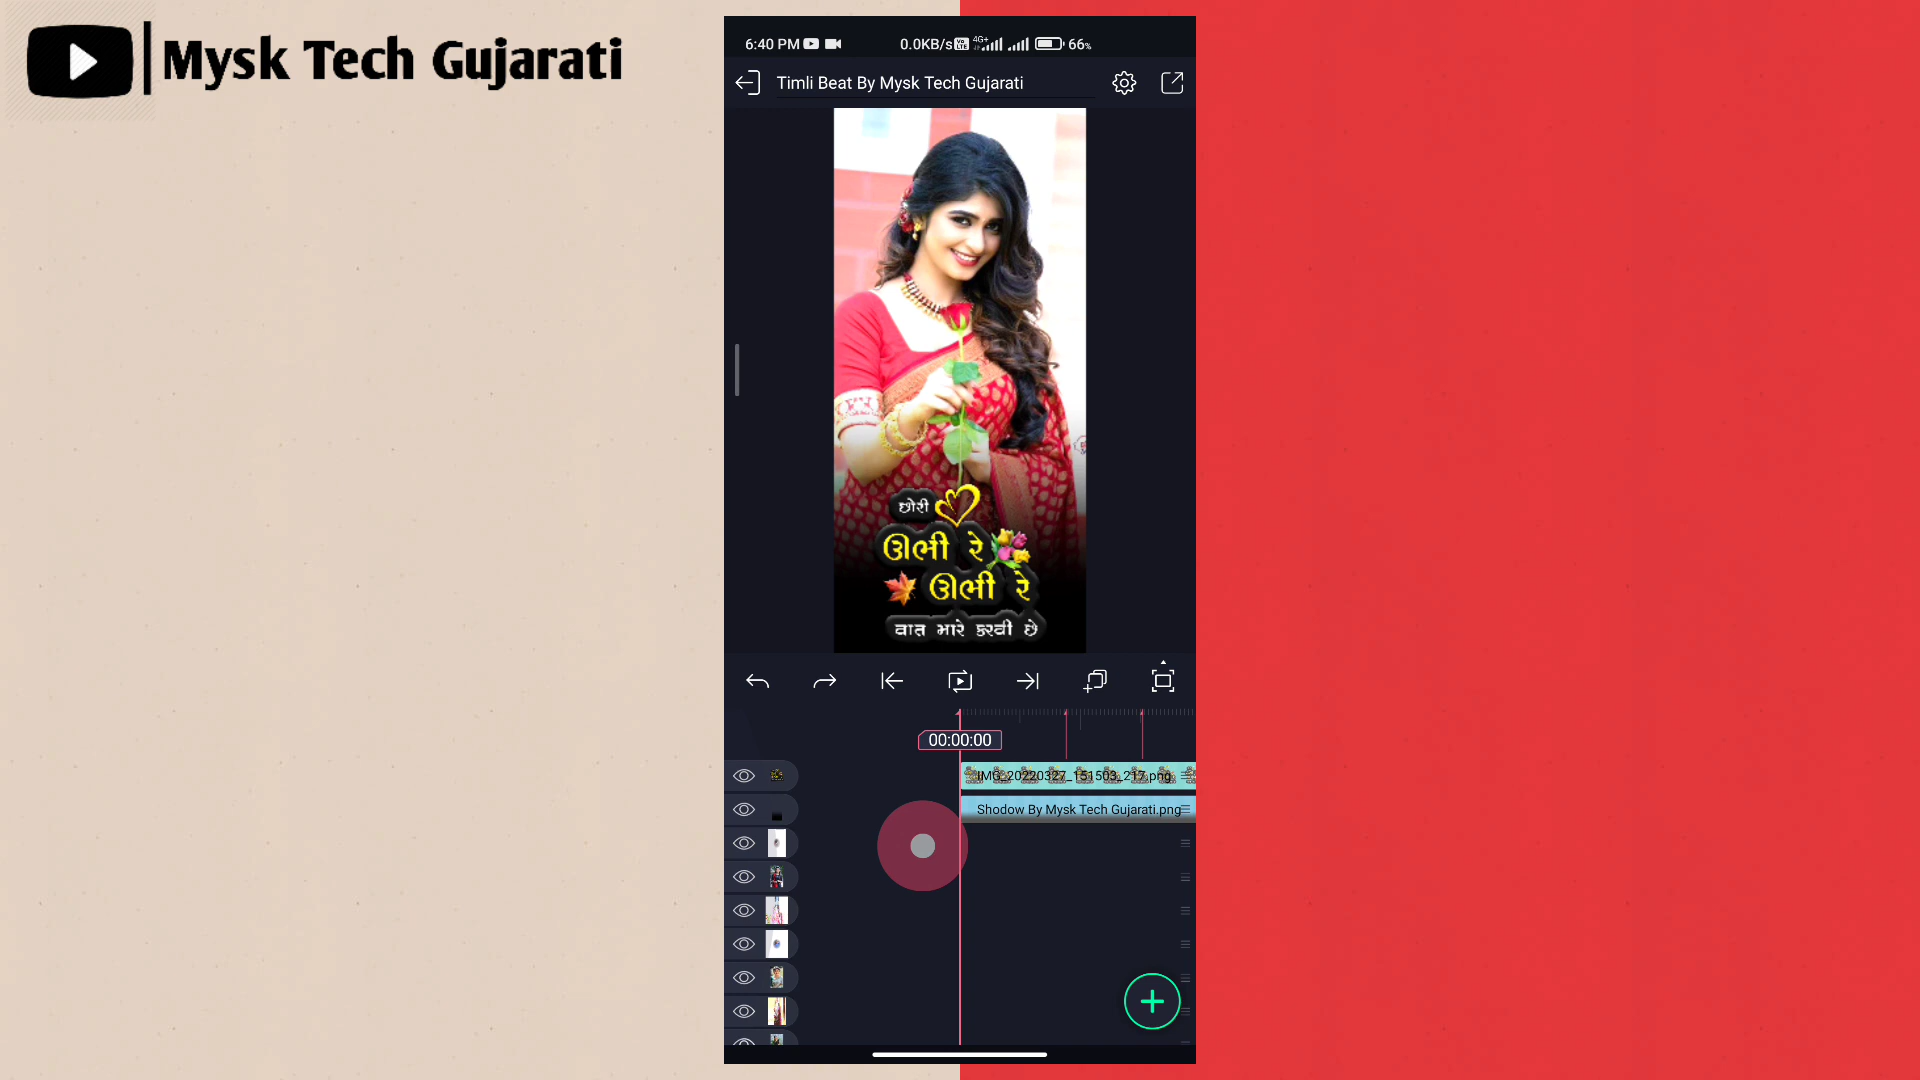 Mysk Tech Gujarati
6:40 PM
0.0KB/s
4G+
66%
Timli Beat By Mysk Tech Gujarati
છોરી
ઊભી રે
ઊભી રે
વાત મારે કરવી છે
00:00:00
IMG_20220327_151503_217.png
Shodow By Mysk Tech Gujarati.png